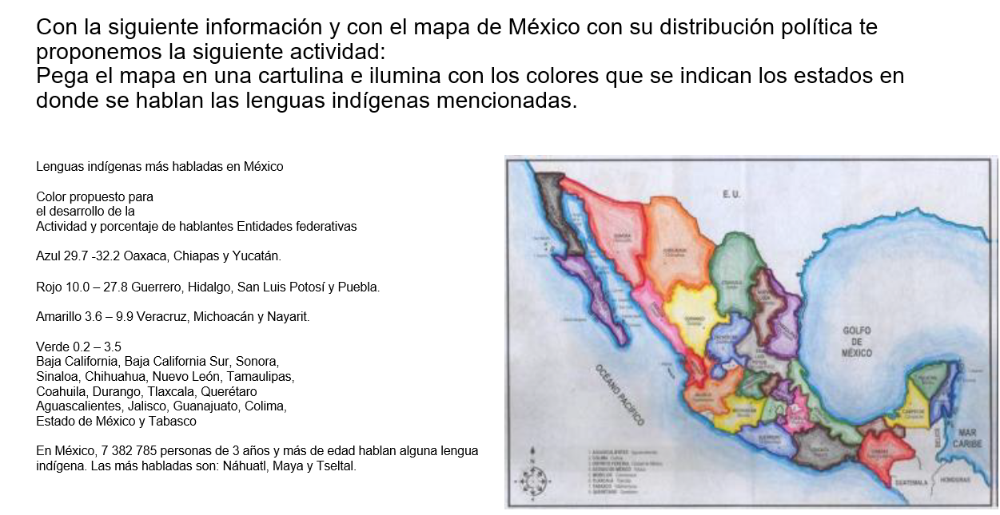 Con la siguiente información y con el mapa de México con su distribución política te
proponemos la siguiente actividad:
Pega el mapa en una cartulina e ilumina con los colores que se indican los estados en
donde se hablan las lenguas indígenas mencionadas.
Lenguas indígenas más habladas en México
Color propuesto para
el desarrollo de la
Actividad y porcentaje de hablantes Entidades federativas
Azul 29.7 -32.2 Oaxaca, Chiapas y Yucatán.
Rojo 10.0 – 27.8 Guerrero, Hidalgo, San Luis Potosí y Puebla.
Amarillo 3.6 – 9.9 Veracruz, Michoacán y Nayarit.
Verde 0.2 – 3.5
Baja California, Baja California Sur, Sonora,
Sinaloa, Chihuahua, Nuevo León, Tamaulipas,
Coahuila, Durango, Tlaxcala, Querétaro
Aguascalientes, Jalisco, Guanajuato, Colima,
Estado de México y Tabasco
En México, 7 382 785 personas de 3 años y más de edad hablan alguna lengua
indígena. Las más habladas son: Náhuatl, Maya y Tseltal.
E. U.
GOLFO
DE
MÉXICO
OCÉANO PACÍFICO
MAR
CARIBE
BELICE
GUATEMALA
HONDURAS